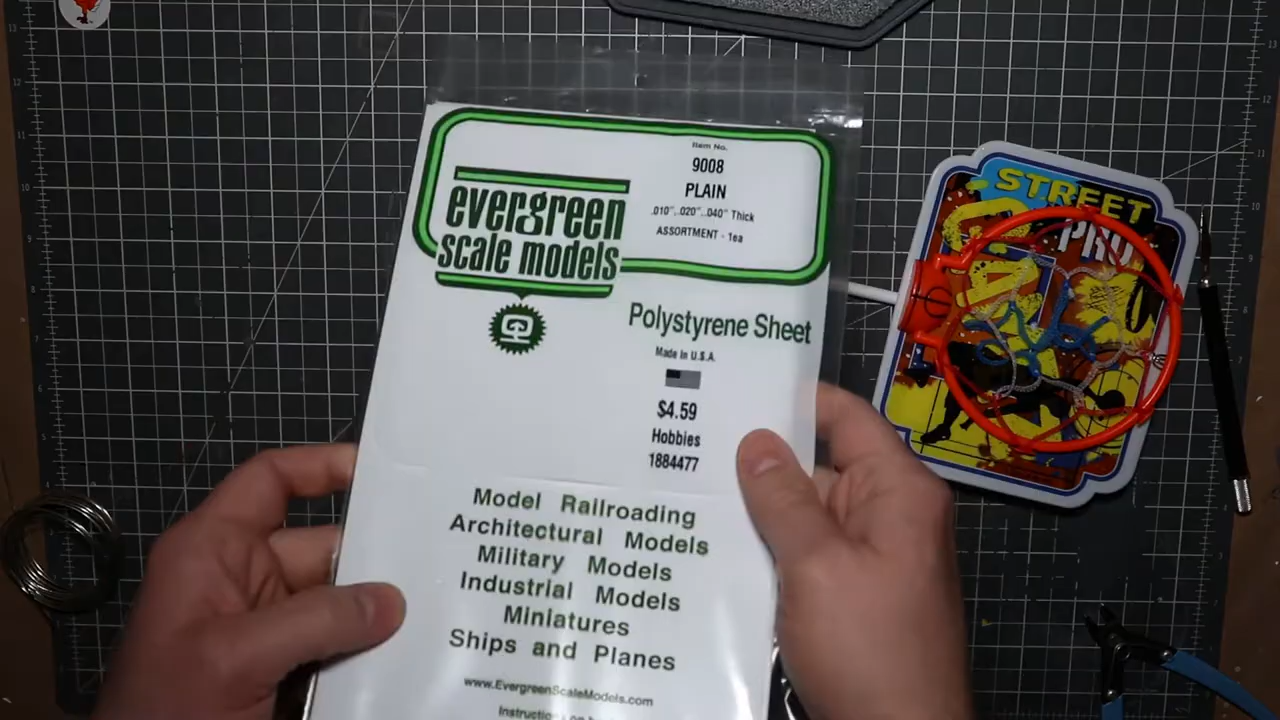 Item No.
9008
PLAIN
.010"..020"..040" Thick
ASSORTMENT - 1ea
evergreen
scale models
Polystyrene Sheet
Made in U.S.A.
$4.59
Hobbies
1884477
Model Railroading
Architectural Models
Military Models
Industrial Models
Miniatures
Ships and Planes
www.EvergreenScaleModels.com
STREET
PRO